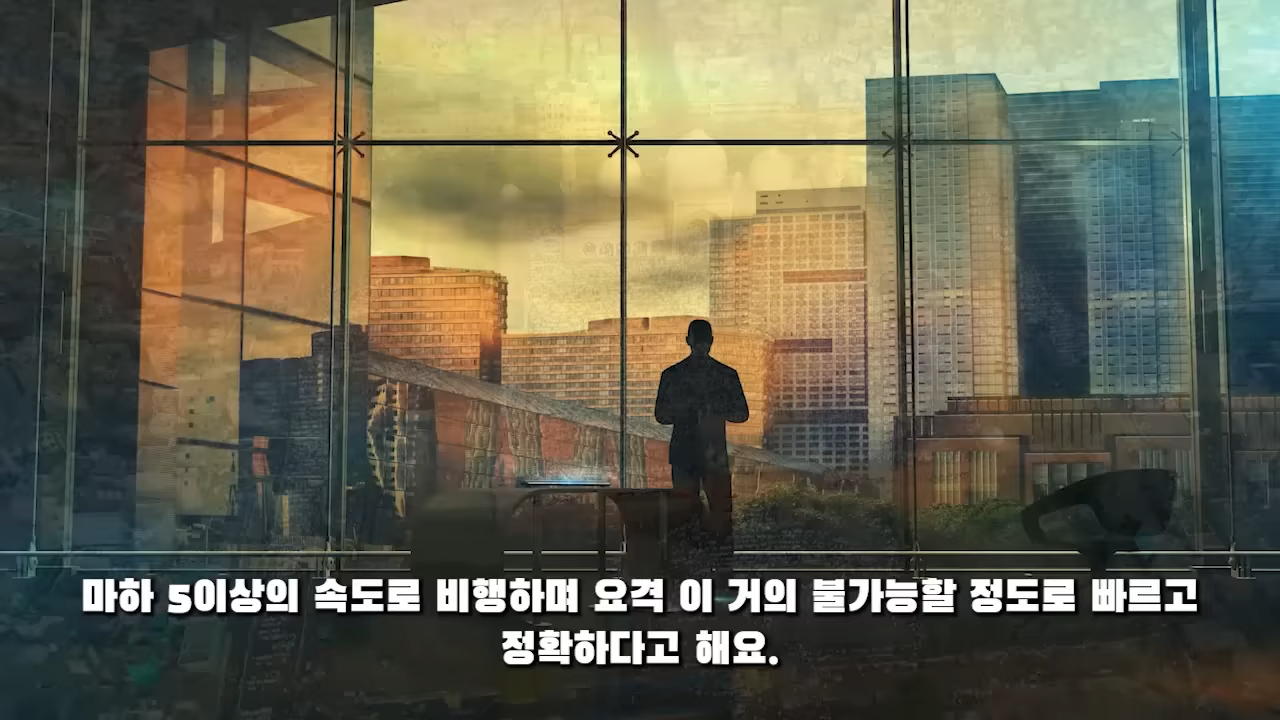 마하 5이상의 속도로 비행하며 요격 이 거의 불가능할 정도로 빠르고
정확하다고 해요.